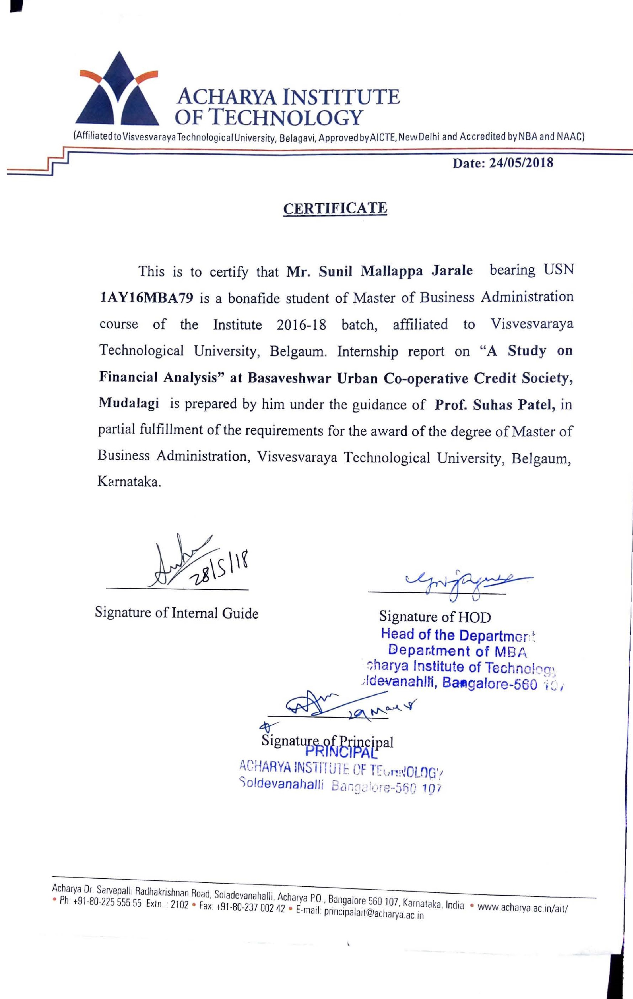 ACHARYA INSTITUTE
OF TECHNOLOGY
(Affiliated to Visvesvaraya Technological University, Belagavi, Approved by AICTE, New Delhi and Accredited by NBA and NAAC)
Date: 24/05/2018
CERTIFICATE
This is to certify that Mr. Sunil Mallappa Jarale bearing USN
1AY16MBA79 is a bonafide student of Master of Business Administration
course of the Institute 2016-18 batch, affiliated to Visvesvaraya
Technological University, Belgaum. Internship report on “A Study on
Financial Analysis” at Basaveshwar Urban Co-operative Credit Society,
Mudalagi is prepared by him under the guidance of Prof. Suhas Patel, in
partial fulfillment of the requirements for the award of the degree of Master of
Business Administration, Visvesvaraya Technological University, Belgaum,
Karnataka.
28/5/18
Signature of Internal Guide
Signature of HOD
Head of the Department
Department of MBA
charya Institute of Technology
ldevanahlli, Bangalore-560 107
Signature of Principal
PRINCIPAL
ACHARYA INSTITUTE OF TECHNOLOGY
Soldevanahalli Bangalore-560 107
Acharya Dr. Sarvepalli Radhakrishnan Road, Soladevanahalli, Acharya P.O., Bangalore 560 107, Karnataka, India • www.acharya.ac.in/ait/
• Ph: +91-80-225 555 55 Extn. : 2102 • Fax: +91-80-237 002 42 • E-mail: principalait@acharya.ac.in